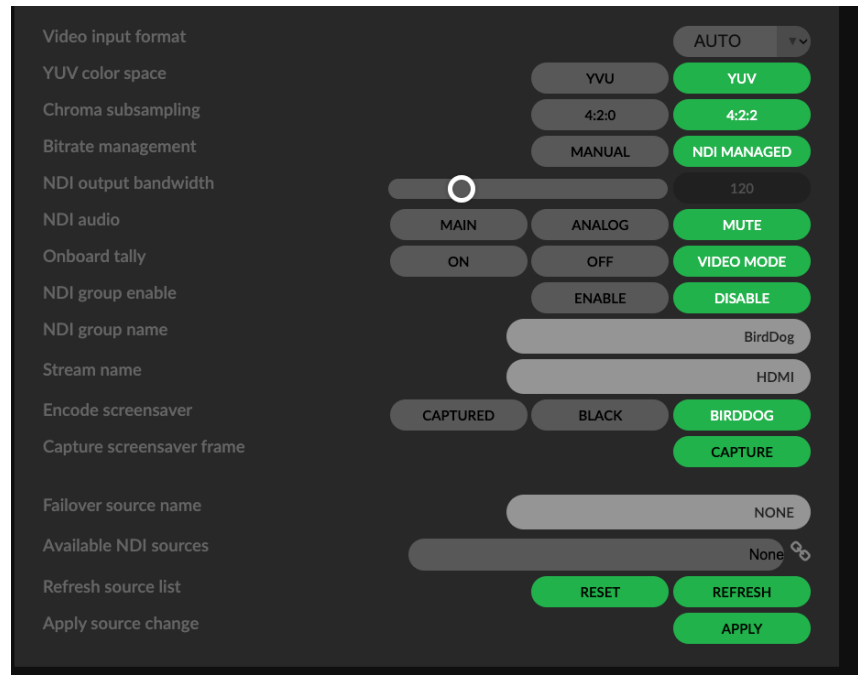 Video input format AUTO
YUV color space YVU YUV
Chroma subsampling 4:2:0 4:2:2
Bitrate management MANUAL NDI MANAGED
NDI output bandwidth 120
NDI audio MAIN ANALOG MUTE
Onboard tally ON OFF VIDEO MODE
NDI group enable ENABLE DISABLE
NDI group name BirdDog
Stream name HDMI
Encode screensaver CAPTURED BLACK BIRDDOG
Capture screensaver frame CAPTURE
Failover source name NONE
Available NDI sources None
Refresh source list RESET REFRESH
Apply source change APPLY